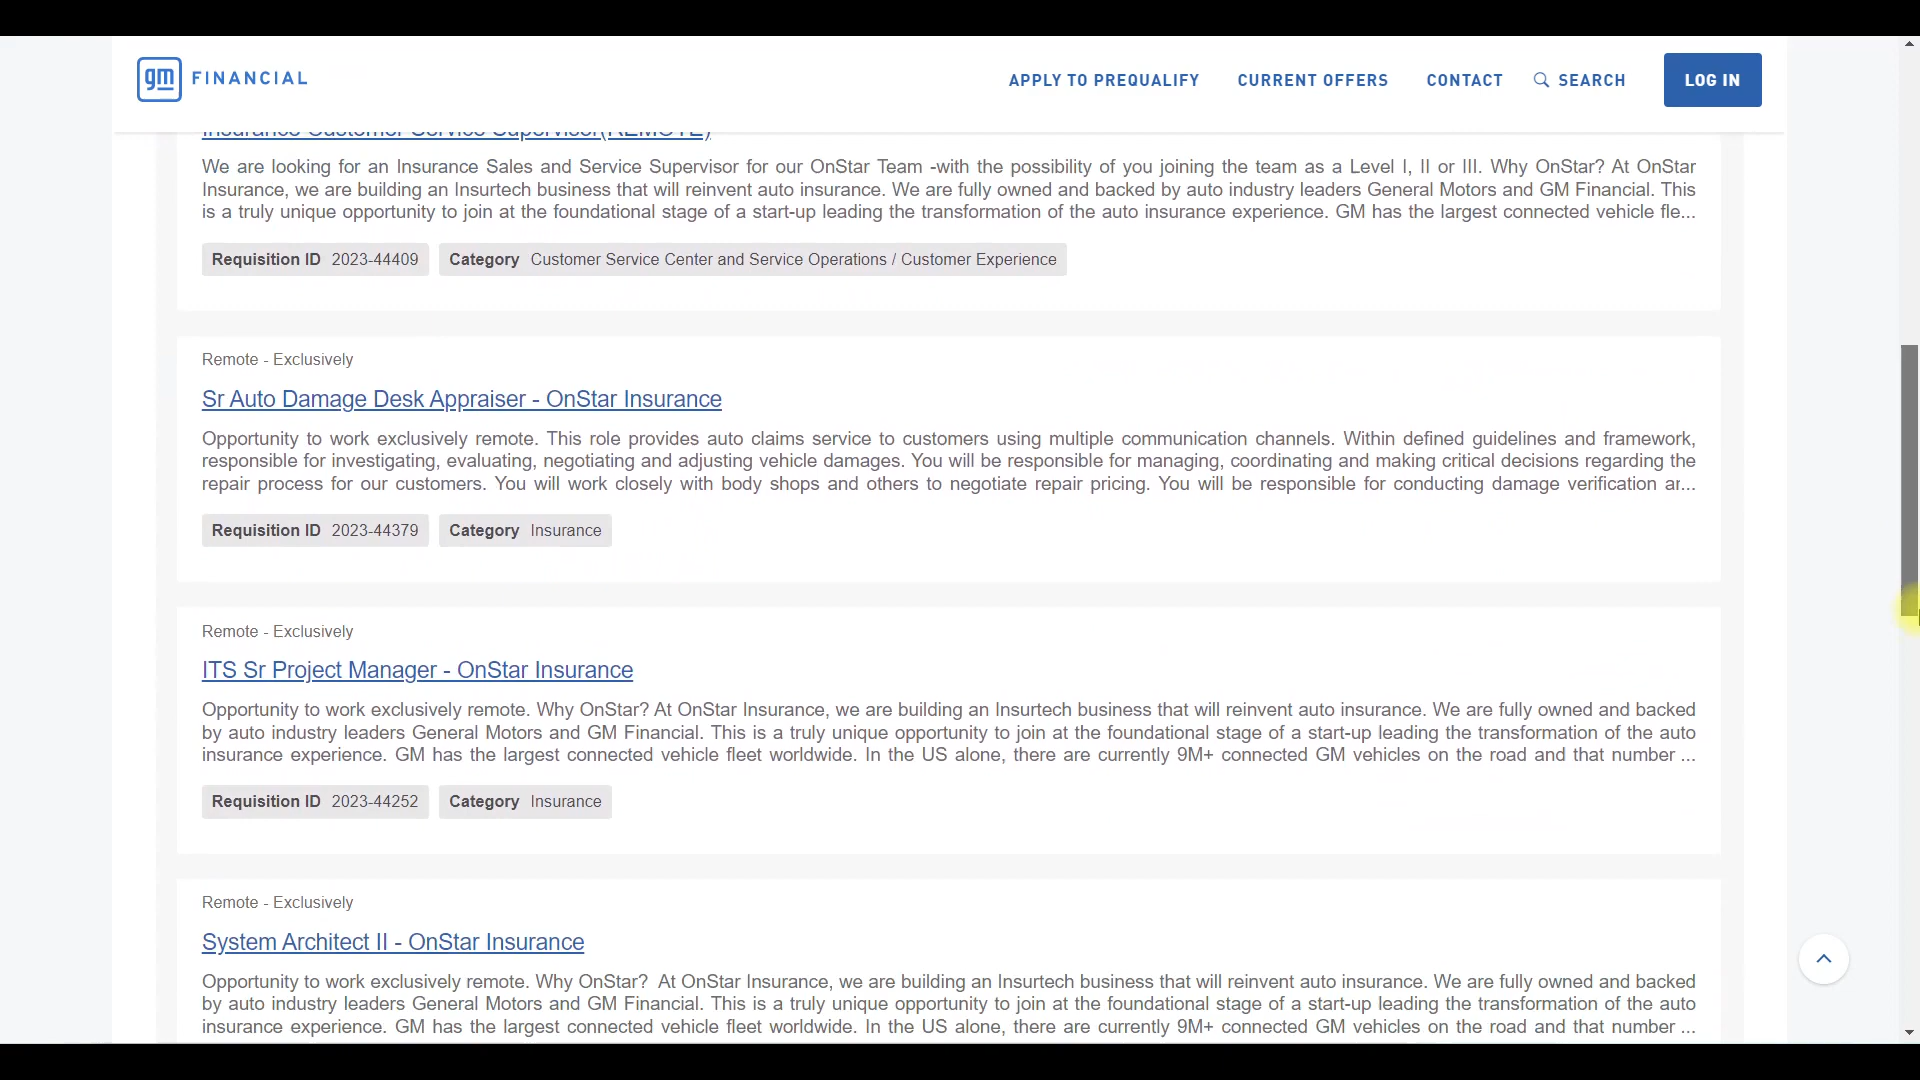 gm FINANCIAL
APPLY TO PREQUALIFY CURRENT OFFERS CONTACT SEARCH LOG IN
Insurance Customer Service Supervisor(REMOTE)
We are looking for an Insurance Sales and Service Supervisor for our OnStar Team -with the possibility of you joining the team as a Level I, II or III. Why OnStar? At OnStar
Insurance, we are building an Insurtech business that will reinvent auto insurance. We are fully owned and backed by auto industry leaders General Motors and GM Financial. This
is a truly unique opportunity to join at the foundational stage of a start-up leading the transformation of the auto insurance experience. GM has the largest connected vehicle fle...
Requisition ID 2023-44409 Category Customer Service Center and Service Operations / Customer Experience
Remote - Exclusively
Sr Auto Damage Desk Appraiser - OnStar Insurance
Opportunity to work exclusively remote. This role provides auto claims service to customers using multiple communication channels. Within defined guidelines and framework,
responsible for investigating, evaluating, negotiating and adjusting vehicle damages. You will be responsible for managing, coordinating and making critical decisions regarding the
repair process for our customers. You will work closely with body shops and others to negotiate repair pricing. You will be responsible for conducting damage verification ar...
Requisition ID 2023-44379 Category Insurance
Remote - Exclusively
ITS Sr Project Manager - OnStar Insurance
Opportunity to work exclusively remote. Why OnStar? At OnStar Insurance, we are building an Insurtech business that will reinvent auto insurance. We are fully owned and backed
by auto industry leaders General Motors and GM Financial. This is a truly unique opportunity to join at the foundational stage of a start-up leading the transformation of the auto
insurance experience. GM has the largest connected vehicle fleet worldwide. In the US alone, there are currently 9M+ connected GM vehicles on the road and that number ...
Requisition ID 2023-44252 Category Insurance
Remote - Exclusively
System Architect II - OnStar Insurance
Opportunity to work exclusively remote. Why OnStar? At OnStar Insurance, we are building an Insurtech business that will reinvent auto insurance. We are fully owned and backed
by auto industry leaders General Motors and GM Financial. This is a truly unique opportunity to join at the foundational stage of a start-up leading the transformation of the auto
insurance experience. GM has the largest connected vehicle fleet worldwide. In the US alone, there are currently 9M+ connected GM vehicles on the road and that number ...